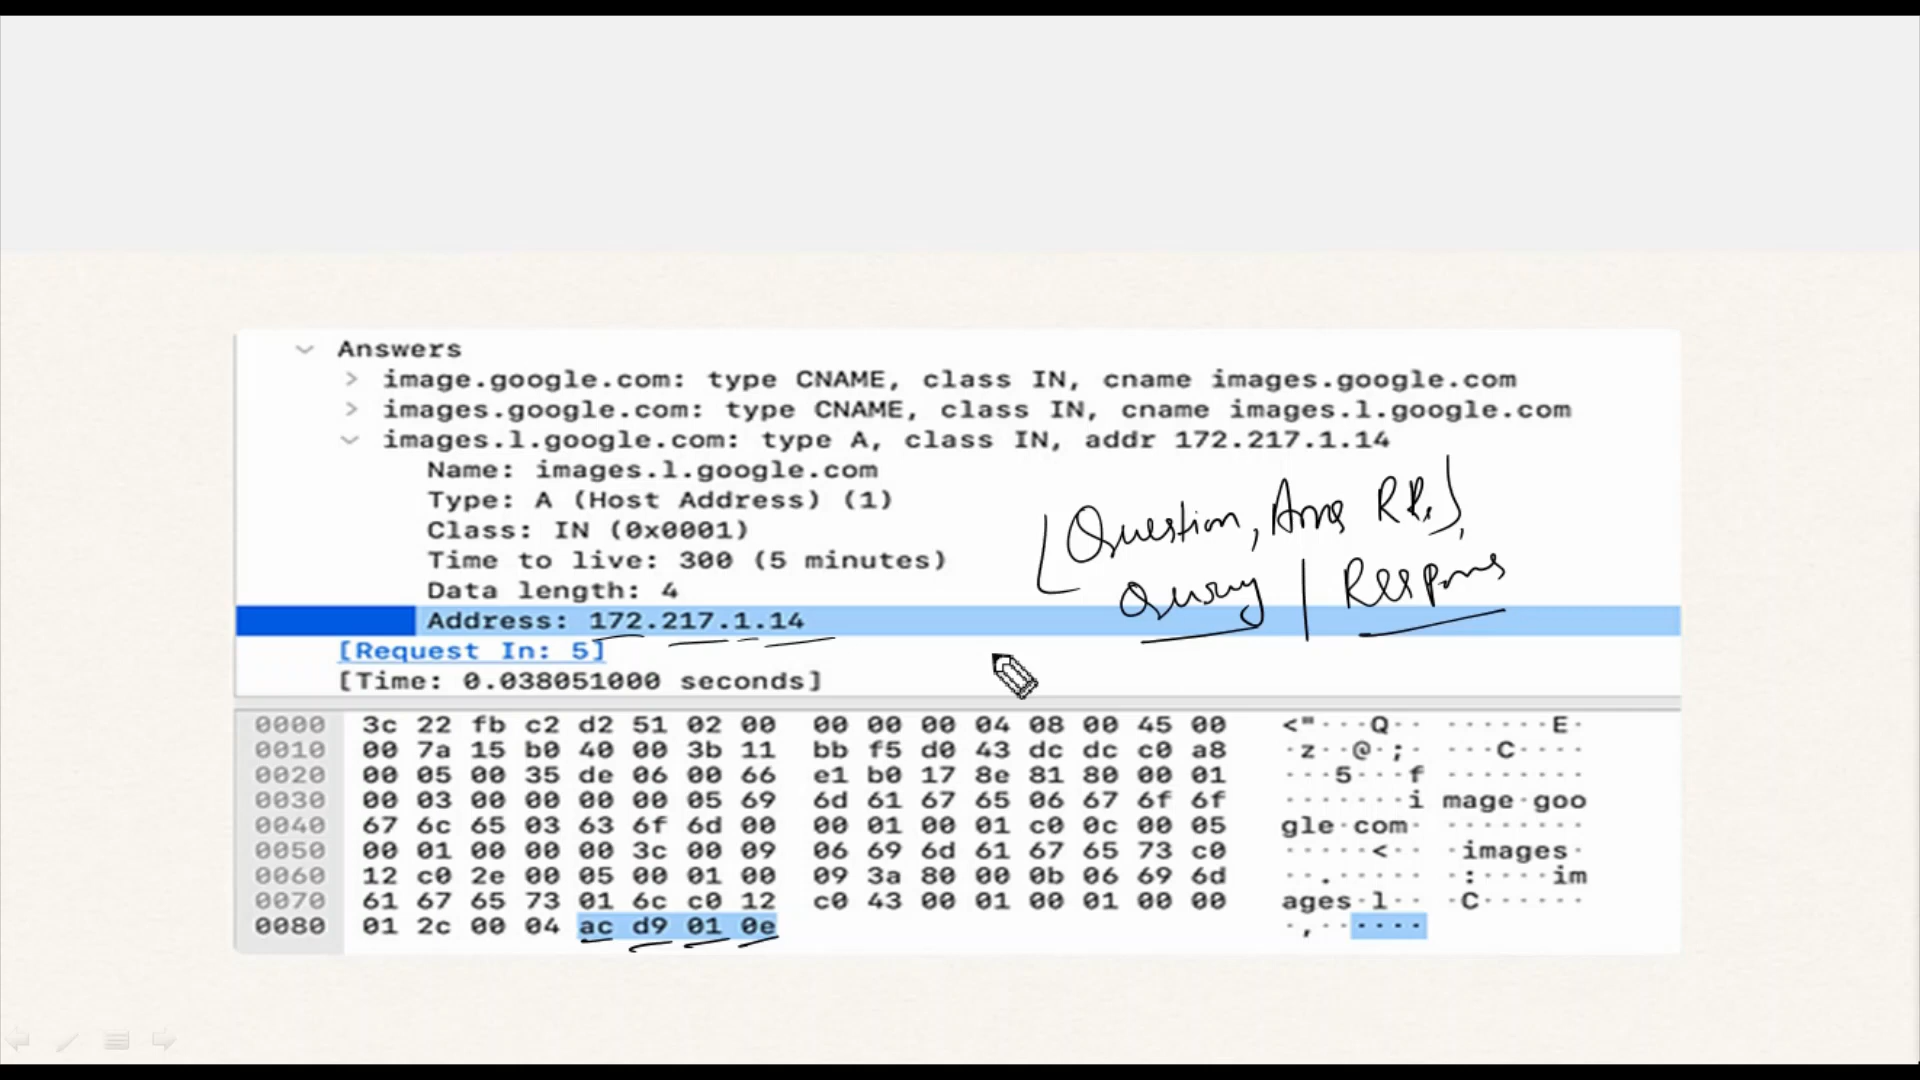 Answers
image.google.com: type CNAME, class IN, cname images.google.com
images.google.com: type CNAME, class IN, cname images.l.google.com
images.l.google.com: type A, class IN, addr 172.217.1.14
Name: images.l.google.com
Type: A (Host Address) (1)
Class: IN (0x0001)
Time to live: 300 (5 minutes)
Data length: 4
Address: 172.217.1.14
[Request In: 5]
[Time: 0.038051000 seconds]
[Question, Ans RR,]
Query | Response
0000 3c 22 fb c2 d2 51 02 00 00 00 00 04 08 00 45 00 <"···Q·· ······E·
0010 00 7a 15 b0 40 00 3b 11 bb f5 d0 43 dc dc c0 a8 ·z··@·;· ···C····
0020 00 05 00 35 de 06 00 66 e1 b0 17 8e 81 80 00 01 ···5···f ········
0030 00 03 00 00 00 00 05 69 6d 61 67 65 06 67 6f 6f ·······i mage·goo
0040 67 6c 65 03 63 6f 6d 00 00 01 00 01 c0 0c 00 05 gle·com· ········
0050 00 01 00 00 00 3c 00 09 06 69 6d 61 67 65 73 c0 ·····<·· ·images·
0060 12 c0 2e 00 05 00 01 00 09 3a 80 00 0b 06 69 6d ··.····· ·:····im
0070 61 67 65 73 01 6c c0 12 c0 43 00 01 00 01 00 00 ages·l·· ·C······
0080 01 2c 00 04 ac d9 01 0e ·,······